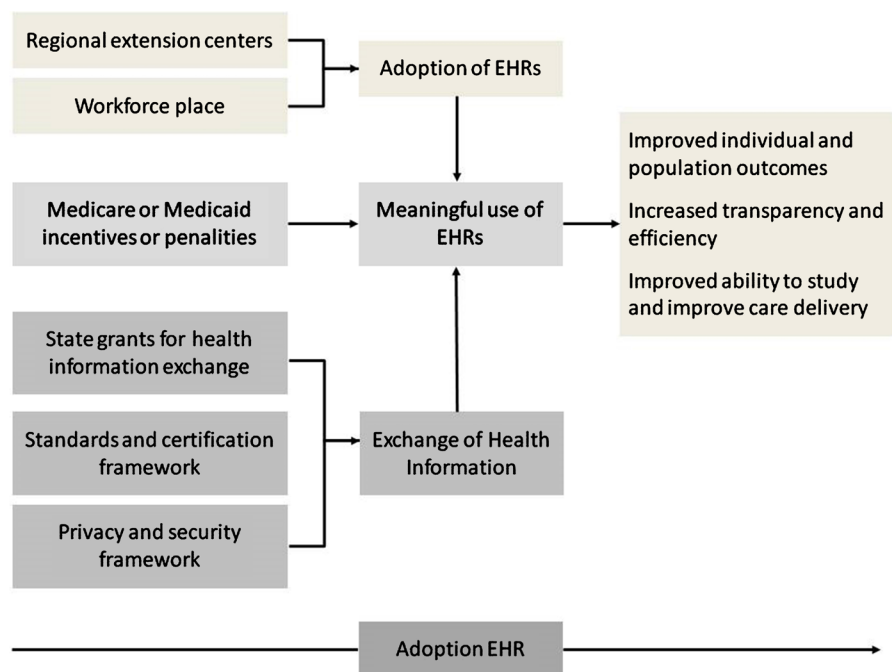 Regional extension centers
Workforce place
Adoption of EHRs
Medicare or Medicaid
incentives or penalities
Meaningful use of
EHRs
Improved individual and
population outcomes
Increased transparency and
efficiency
Improved ability to study
and improve care delivery
State grants for health
information exchange
Standards and certification
framework
Privacy and security
framework
Exchange of Health
Information
Adoption EHR